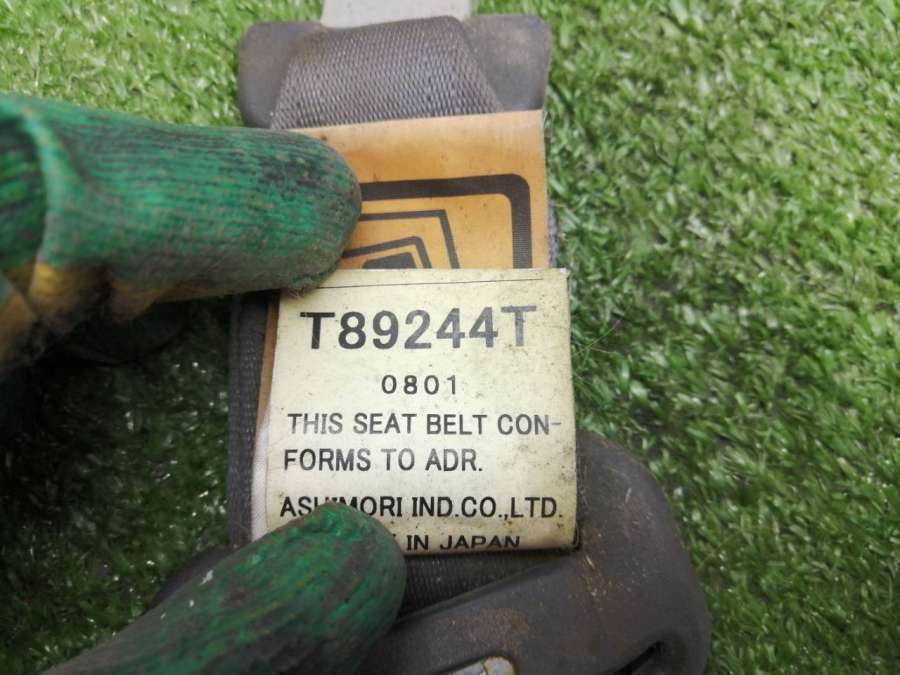 T89244T
0801
THIS SEAT BELT CON-
FORMS TO ADR.
ASHIMORI IND.CO.,LTD.
IN JAPAN